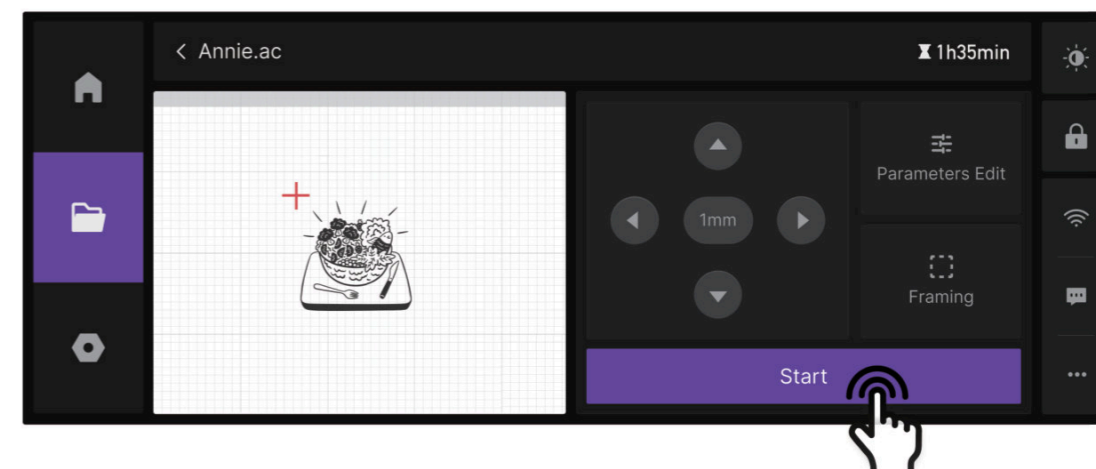 Annie.ac
1h35min
Parameters Edit
1mm
Framing
Start